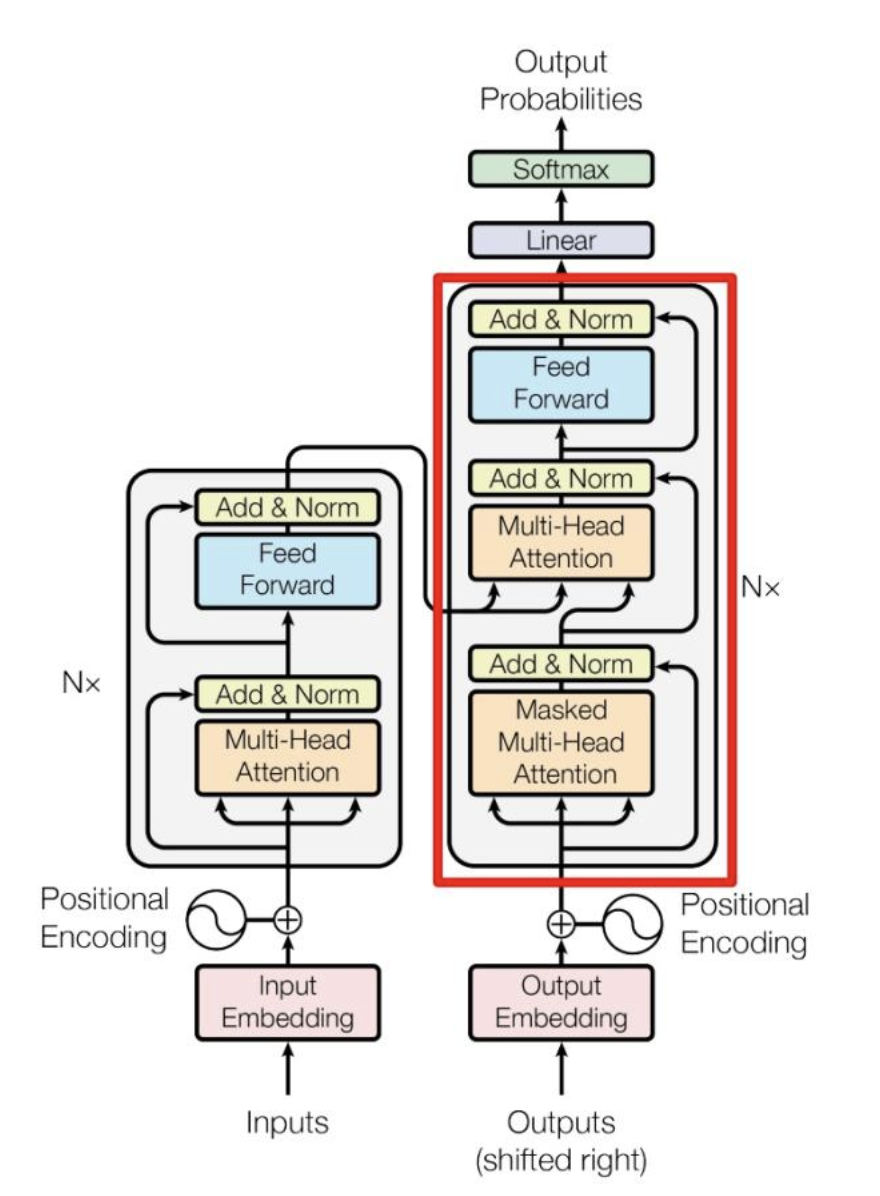 Output
Probabilities
Softmax
Linear
Add & Norm
Feed
Forward
Add & Norm
Multi-Head
Attention
Add & Norm
Masked
Multi-Head
Attention
Nx
Add & Norm
Feed
Forward
Add & Norm
Multi-Head
Attention
Nx
Positional
Encoding
Positional
Encoding
Input
Embedding
Output
Embedding
Inputs
Outputs
(shifted right)